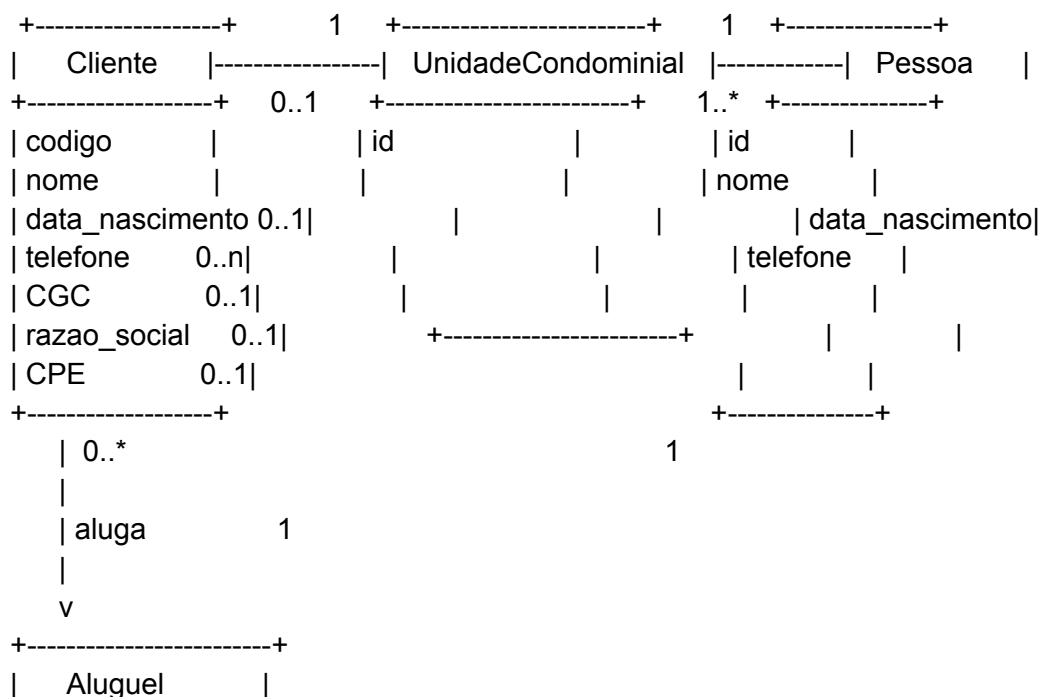 +-------------------+ 1 +-------------------------+ 1 +---------------+
| Cliente |-----------------| UnidadeCondominial |-------------| Pessoa |
+-------------------+ 0..1 +-------------------------+ 1..* +---------------+
| codigo | | id | | id |
| nome | | | | nome |
| data_nascimento 0..1| | | | data_nascimento|
| telefone 0..n| | | | telefone |
| CGC 0..1| | | | |
| razao_social 0..1| +------------------------+ | |
| CPE 0..1| | |
+-------------------+ +---------------+
| 0..* 1
|
| aluga 1
|
v
+-------------------------+
| Aluguel |